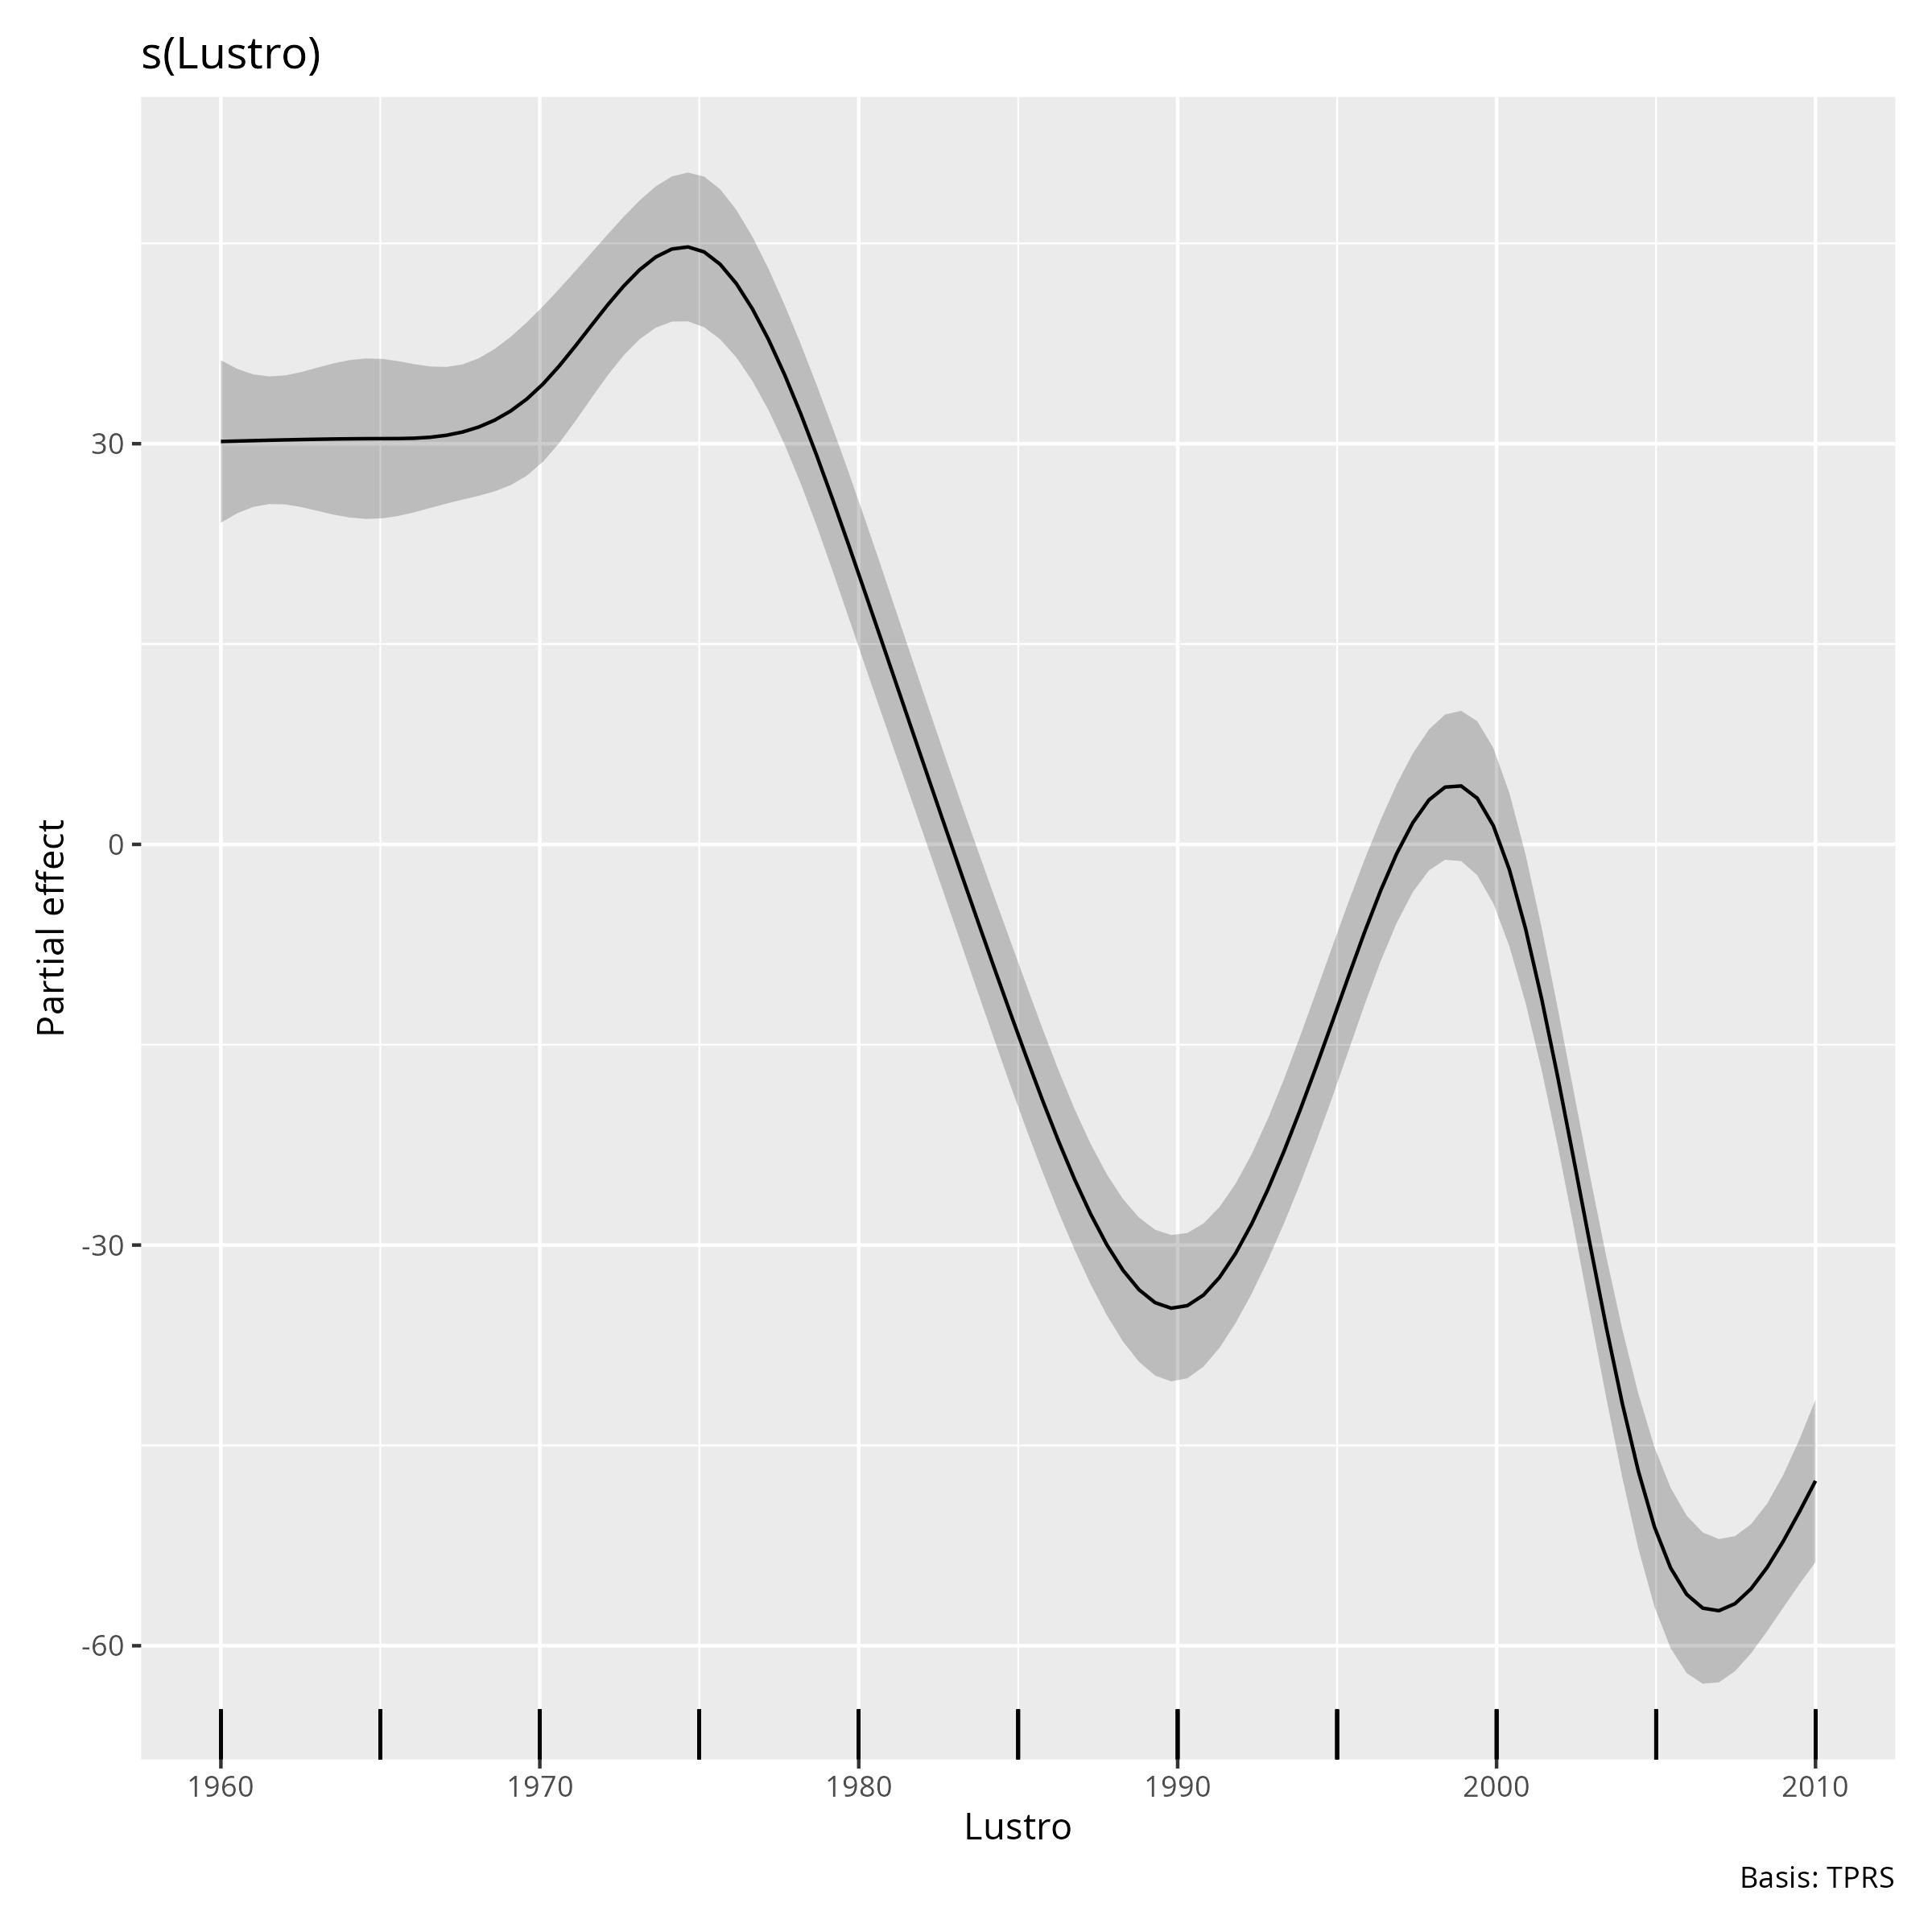 s(Lustro)
Partial effect
30
0
-30
-60
1960 1970 1980 1990 2000 2010
Lustro
Basis: TPRS